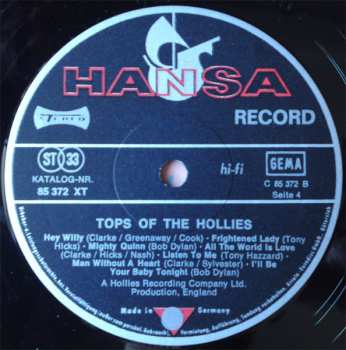 HANSA
RECORD
STEREO
ST 33
KATALOG-NR.
85 372 XT
hi-fi
GEMA
C 85 372 B
Seite 4
TOPS OF THE HOLLIES
Hey Willy (Clarke / Greenaway / Cook) · Frightened Lady (Tony
Hicks) · Mighty Quinn (Bob Dylan) · All The World Is Love
(Clarke / Hicks / Nash) · Listen To Me (Tony Hazzard) ·
Man Without A Heart (Clarke / Sylvester) · I'll Be
Your Baby Tonight (Bob Dylan)
A Hollies Recording Company Ltd.
Production, England
Made in Germany